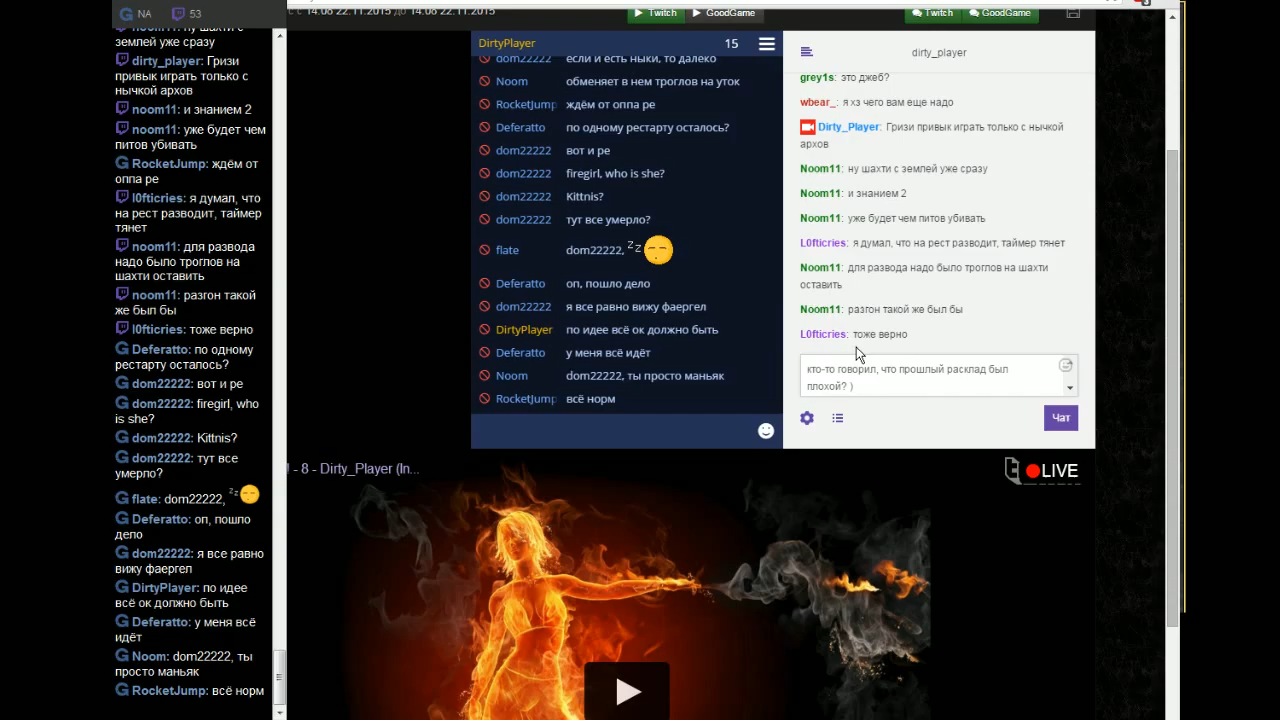 NA 53
noom11: ну шахти с
землей уже сразу
dirty_player: Гризи
привык играть только с
нычкой архов
noom11: и знанием 2
noom11: уже будет чем
питов убивать
RocketJump: ждём от
оппа ре
l0fticries: я думал, что
на рест разводит, таймер
тянет
noom11: для развода
надо было троглов на
шахти оставить
noom11: разгон такой
же был бы
l0fticries: тоже верно
Deferatto: по одному
рестарту осталось?
dom22222: вот и ре
dom22222: firegirl, who
is she?
dom22222: Kittnis?
dom22222: тут все
умерло?
flate: dom22222, zz
Deferatto: оп, пошло
дело
dom22222: я все равно
вижу фаергел
DirtyPlayer: по идее
всё ок должно быть
Deferatto: у меня всё
идёт
Noom: dom22222, ты
просто маньяк
RocketJump: всё норм
с 14:06 22.11.2015 до 14:06 22.11.2015
Twitch GoodGame Twitch GoodGame
DirtyPlayer 15
dom22222 если и есть ныки, то далеко
Noom обменяет в нем троглов на уток
RocketJump ждём от оппа ре
Deferatto по одному рестарту осталось?
dom22222 вот и ре
dom22222 firegirl, who is she?
dom22222 Kittnis?
dom22222 тут все умерло?
flate dom22222, zz
Deferatto оп, пошло дело
dom22222 я все равно вижу фаергел
DirtyPlayer по идее всё ок должно быть
Deferatto у меня всё идёт
Noom dom22222, ты просто маньяк
RocketJump всё норм
dirty_player
grey1s: это джеб?
wbear_: я хз чего вам еще надо
Dirty_Player: Гризи привык играть только с нычкой
архов
Noom11: ну шахти с землей уже сразу
Noom11: и знанием 2
Noom11: уже будет чем питов убивать
L0fticries: я думал, что на рест разводит, таймер тянет
Noom11: для развода надо было троглов на шахти
оставить
Noom11: разгон такой же был бы
L0fticries: тоже верно
кто-то говорил, что прошлый расклад был
плохой? )
Чат
! - 8 - Dirty_Player (In...
LIVE